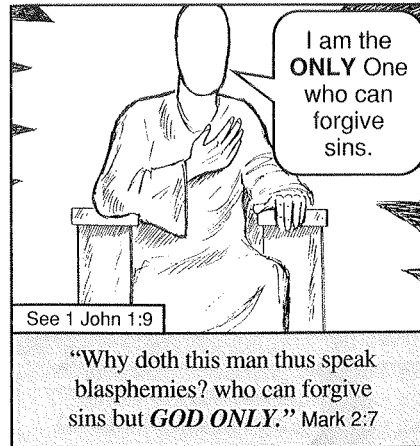 I am the
ONLY One
who can
forgive
sins.
See 1 John 1:9
“Why doth this man thus speak
blasphemies? who can forgive
sins but GOD ONLY.” Mark 2:7